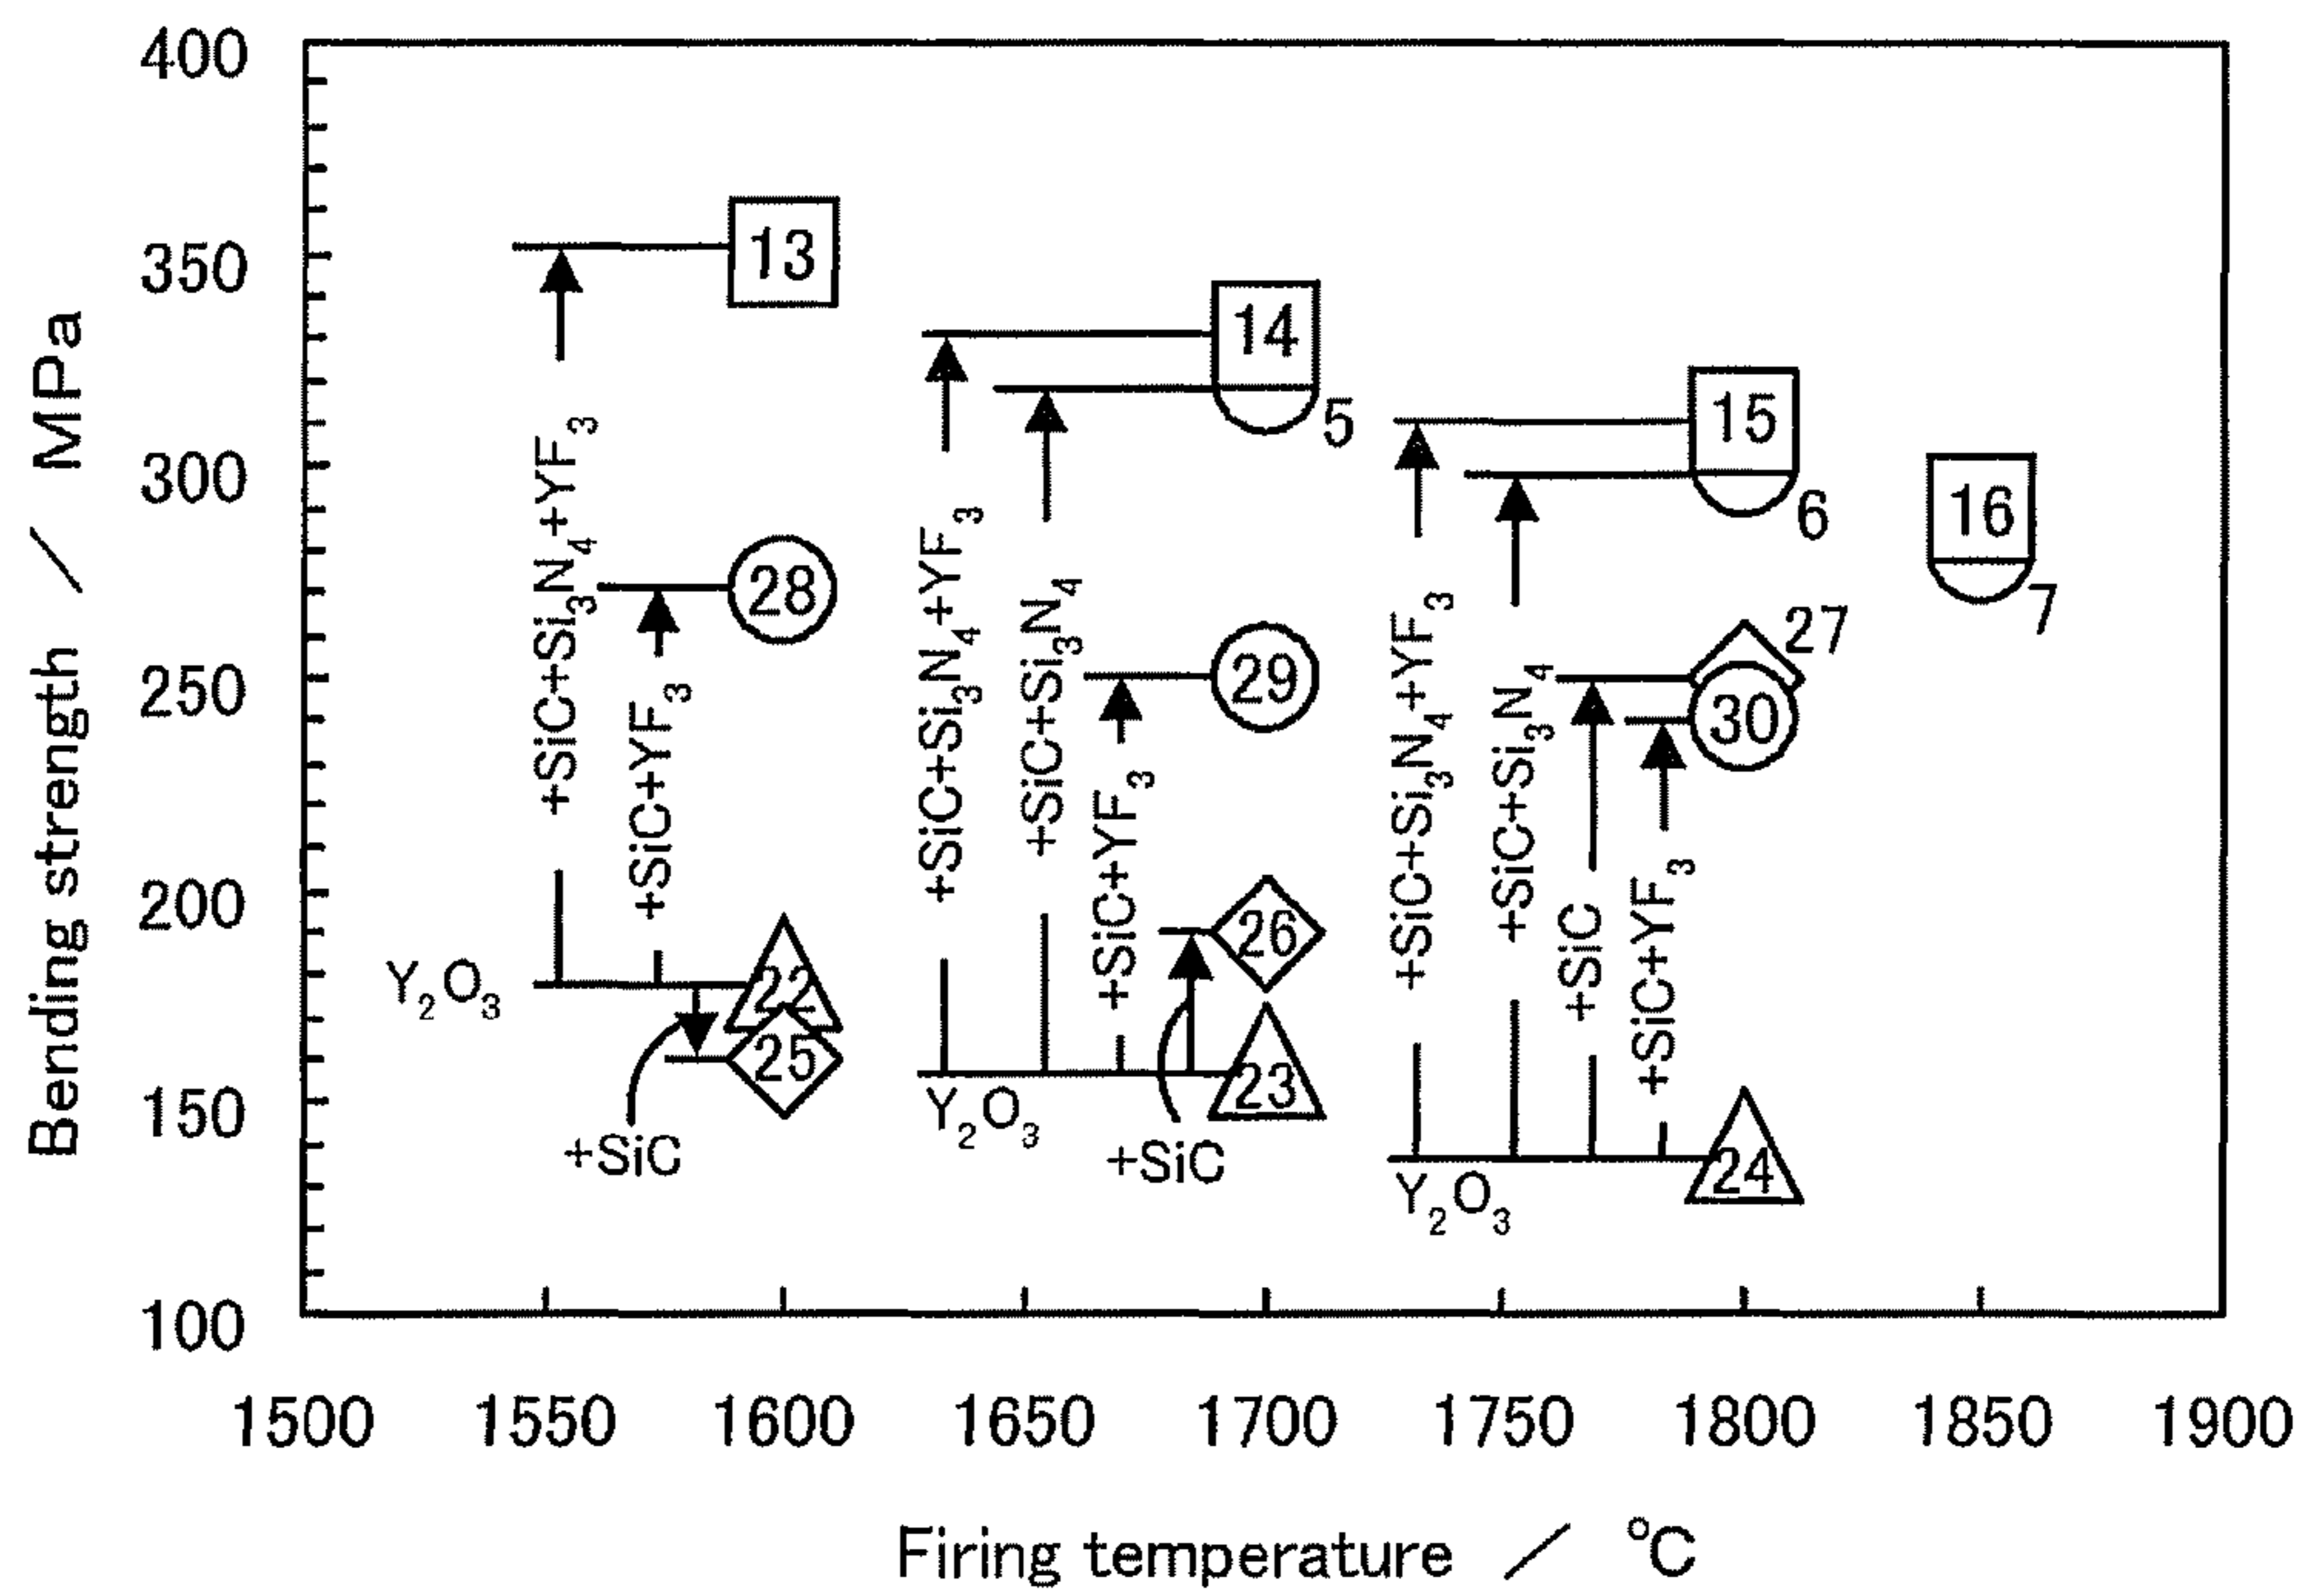 Bending strength / MPa
400
350
300
250
200
150
100
13
+SiC+Si₃N₄+YF₃
28
+SiC+YF₃
Y₂O₃
22
25
+SiC
14
5
+SiC+Si₃N₄+YF₃
+SiC+Si₃N₄
29
+SiC+YF₃
26
23
Y₂O₃
+SiC
15
6
+SiC+Si₃N₄+YF₃
+SiC+Si₃N₄
27
30
+SiC
+SiC+YF₃
24
Y₂O₃
16
7
1500 1550 1600 1650 1700 1750 1800 1850 1900
Firing temperature / °C